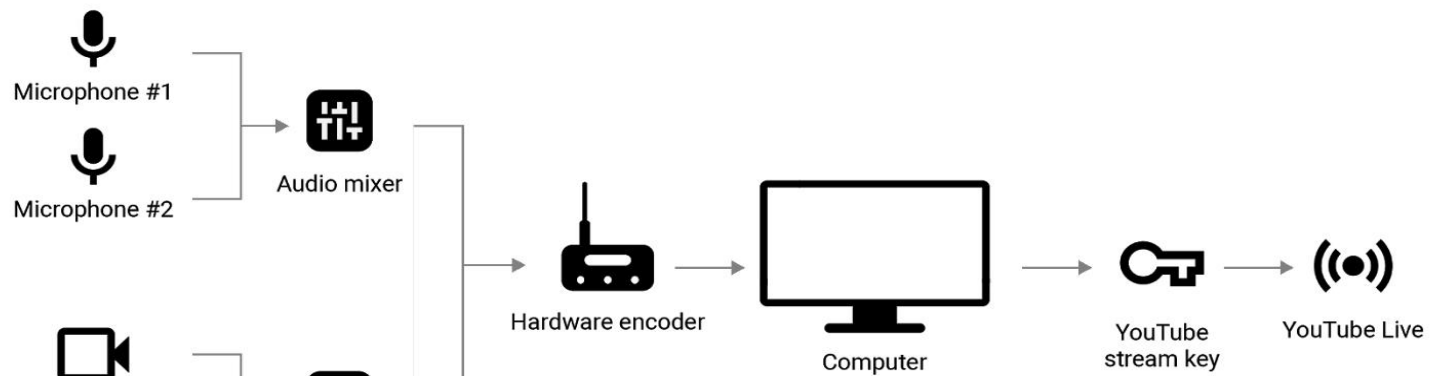 Microphone #1
Microphone #2
Audio mixer
Hardware encoder
Computer
YouTube
stream key
YouTube Live